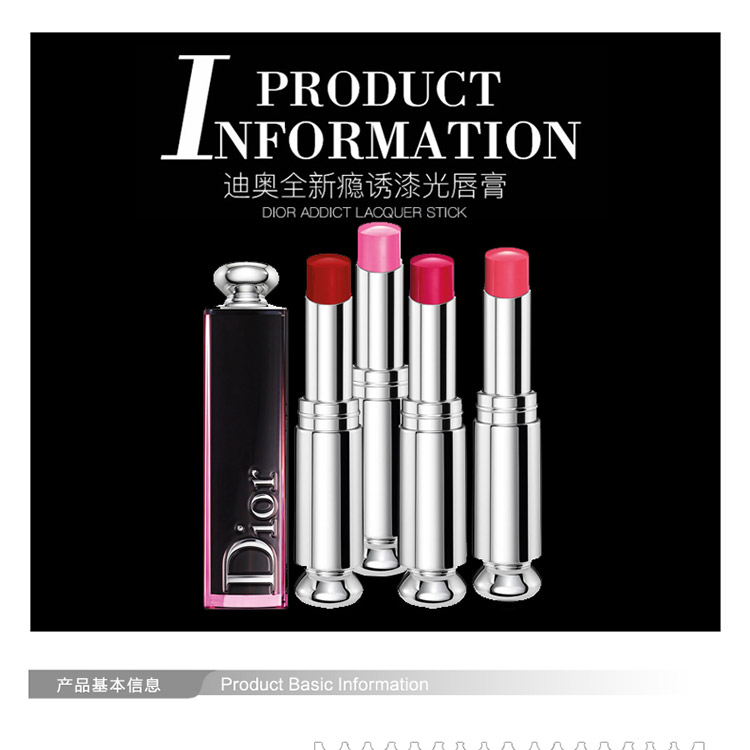 PRODUCT
INFORMATION
迪奥全新瘾诱漆光唇膏
DIOR ADDICT LACQUER STICK
Dior
产品基本信息 Product Basic Information